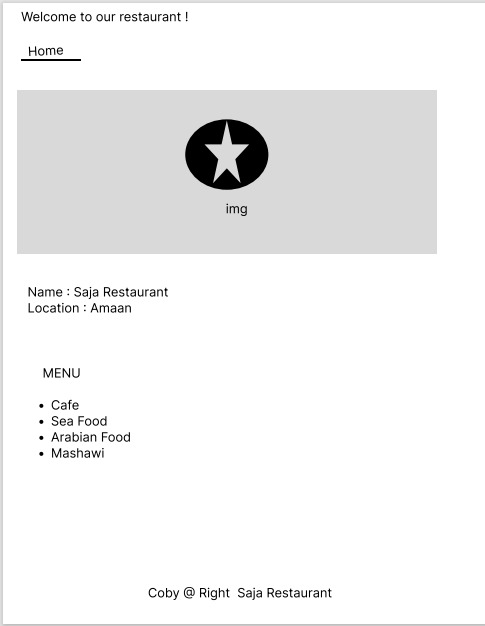 Welcome to our restaurant !
Home
img
Name : Saja Restaurant
Location : Amaan
MENU
• Cafe
• Sea Food
• Arabian Food
• Mashawi
Coby @ Right  Saja Restaurant